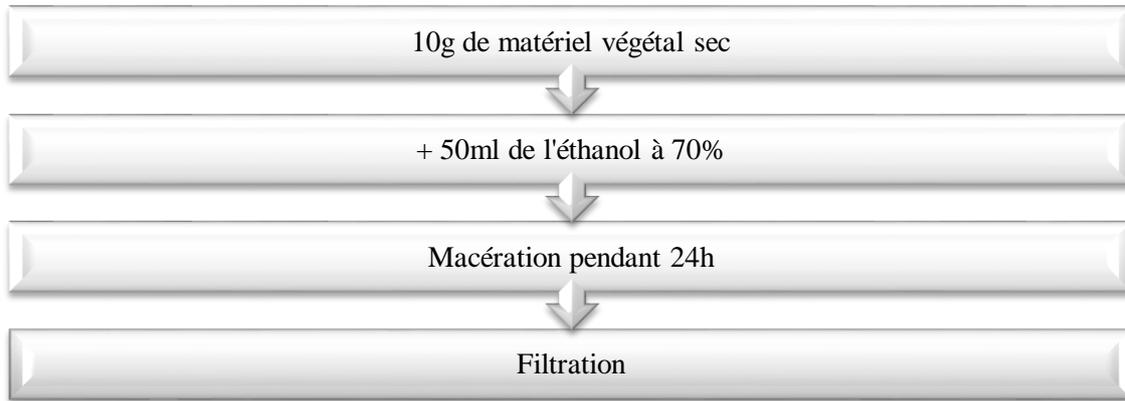 10g de matériel végétal sec
+ 50ml de l'éthanol à 70%
Macération pendant 24h
Filtration